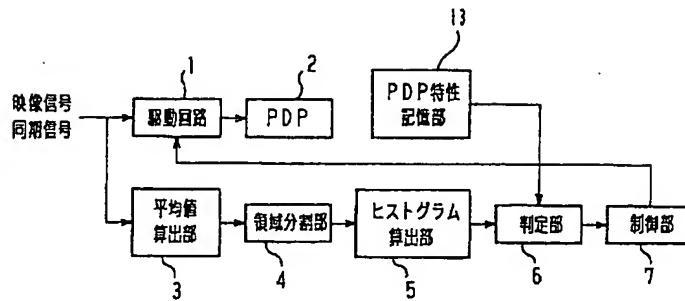 13
1
2
映像信号
同期信号
駆動回路
PDP
PDP特性
記憶部
平均値
算出部
領域分割部
ヒストグラム
算出部
判定部
制御部
3
4
5
6
7